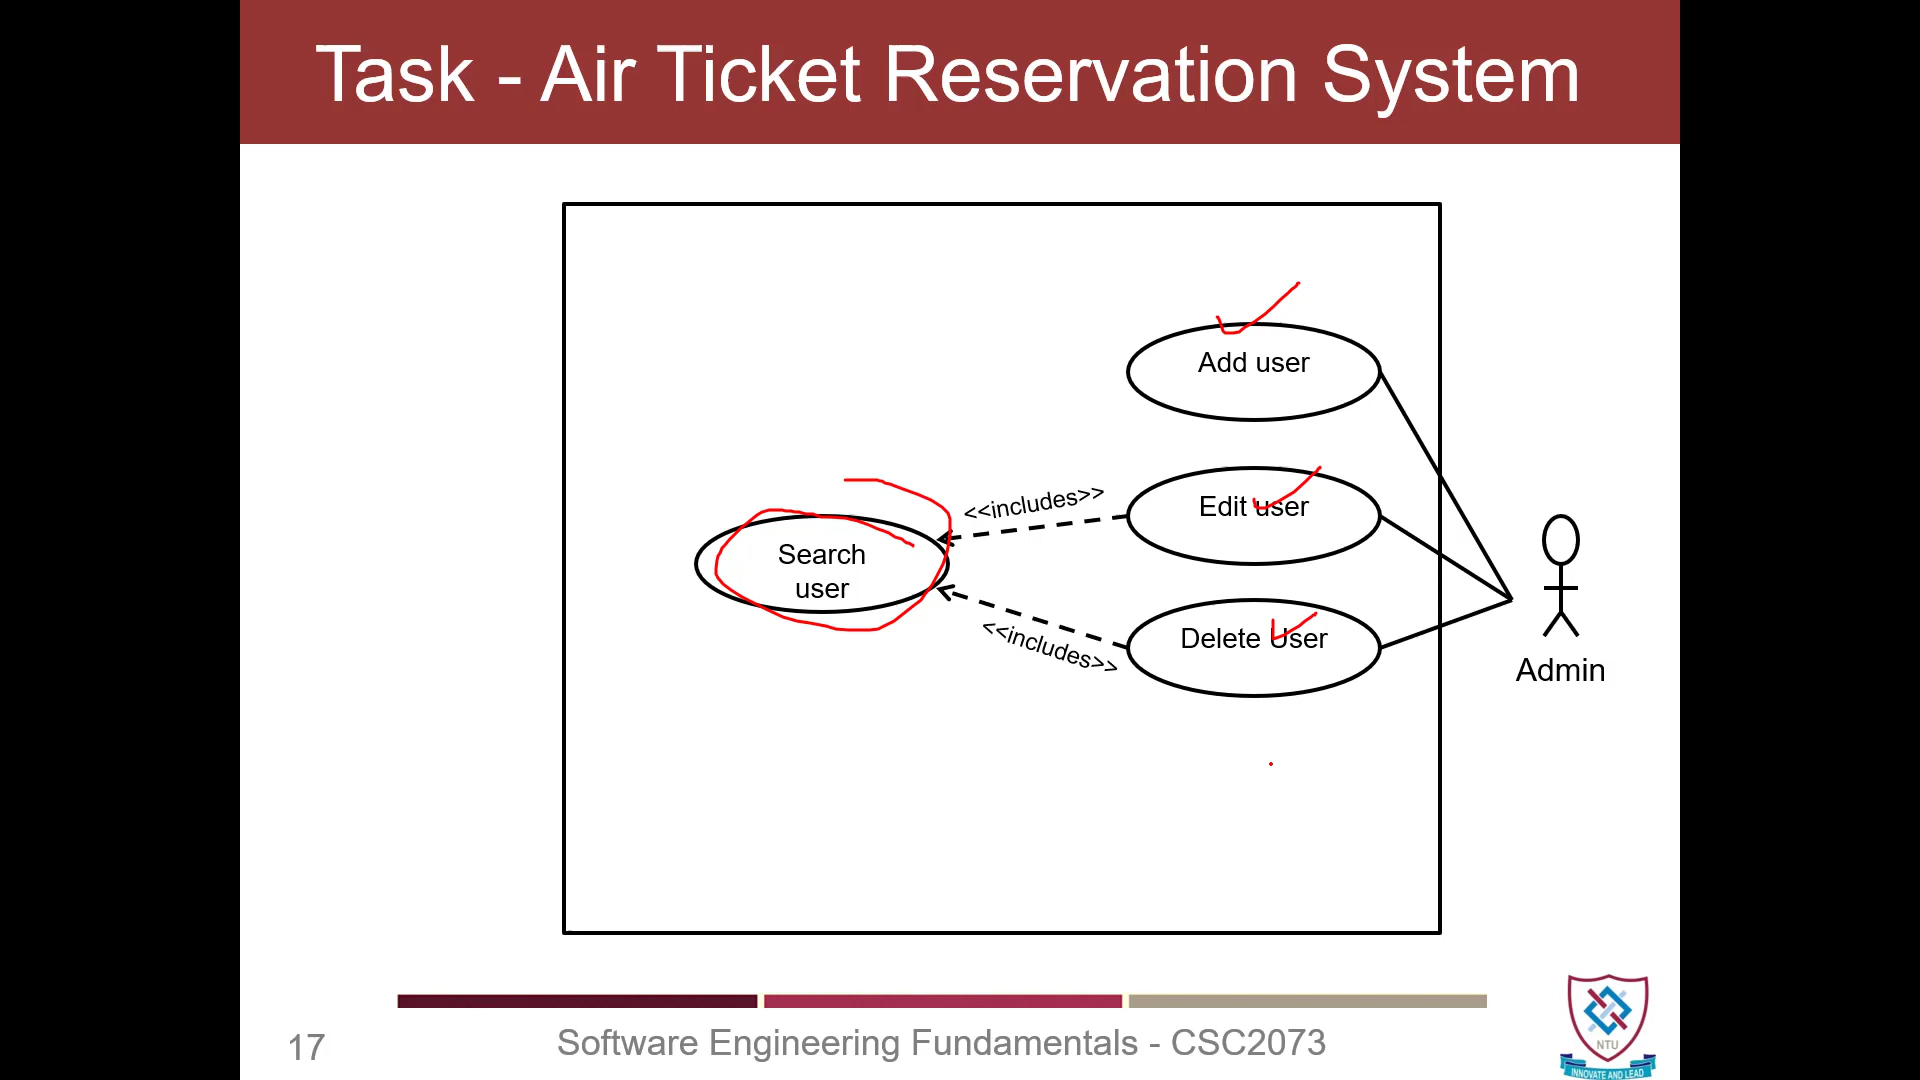 Task - Air Ticket Reservation System
Add user
<<includes>>
Edit user
Search
user
<<includes>>
Delete User
Admin
17
Software Engineering Fundamentals - CSC2073
NTU
INNOVATE AND LEAD